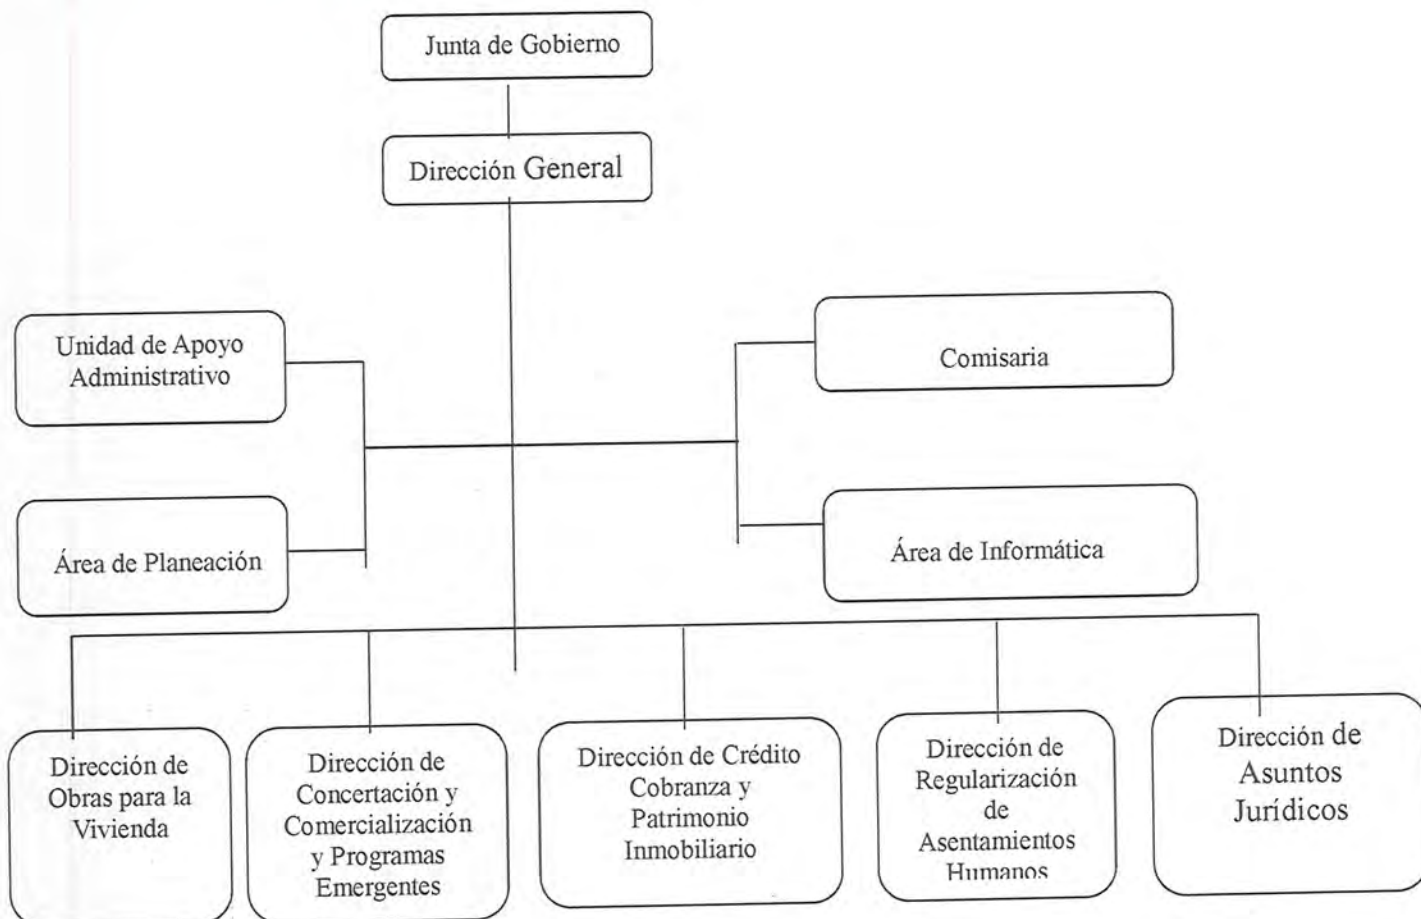 Junta de Gobierno
Dirección General
Unidad de Apoyo
Administrativo
Comisaria
Área de Planeación
Área de Informática
Dirección de
Obras para la
Vivienda
Dirección de
Concertación y
Comercialización
y Programas
Emergentes
Dirección de Crédito
Cobranza y
Patrimonio
Inmobiliario
Dirección de
Regularización
de
Asentamientos
Humanos
Dirección de
Asuntos
Jurídicos